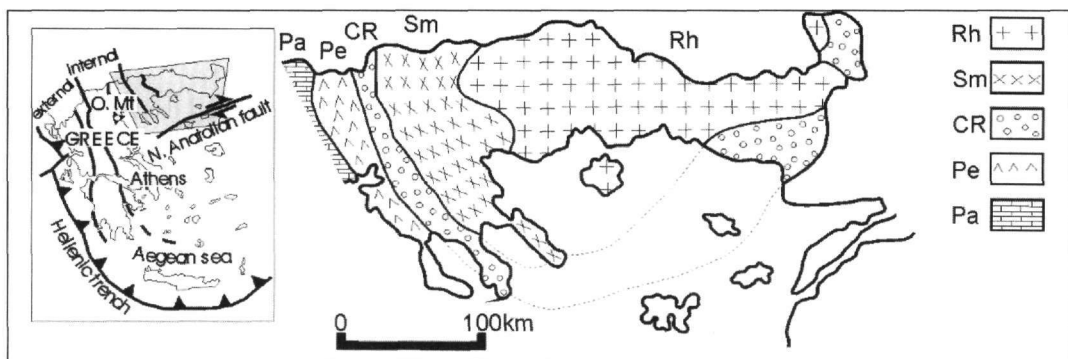 external
Internal
O. Mt
GREECE
N. Anatolian fault
Athens
Aegean sea
Hellenic trench
Pa
Pe
CR
Sm
Rh
0 100km
Rh
Sm
CR
Pe
Pa